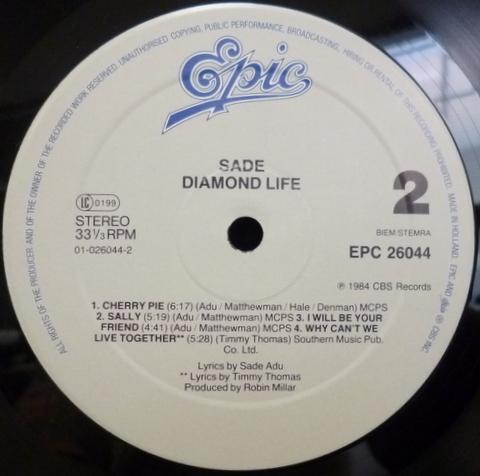 ALL RIGHTS OF THE PRODUCER AND OF THE OWNER OF THE RECORDED WORK RESERVED. UNAUTHORISED COPYING, PUBLIC PERFORMANCE, BROADCASTING, HIRING OR RENTAL OF THIS RECORDING PROHIBITED. MADE IN HOLLAND. EPIC AND
Epic
SADE
DIAMOND LIFE
2
IC 0199
STEREO
33⅓ RPM
01-026044-2
BIEM/STEMRA
EPC 26044
℗ 1984 CBS Records
1. CHERRY PIE (6:17) (Adu / Matthewman / Hale / Denman) MCPS
2. SALLY (5:19) (Adu / Matthewman) MCPS 3. I WILL BE YOUR
FRIEND (4:41) (Adu / Matthewman) MCPS 4. WHY CAN'T WE
LIVE TOGETHER** (5:28) (Timmy Thomas) Southern Music Pub.
Co. Ltd.
Lyrics by Sade Adu
** Lyrics by Timmy Thomas
Produced by Robin Millar